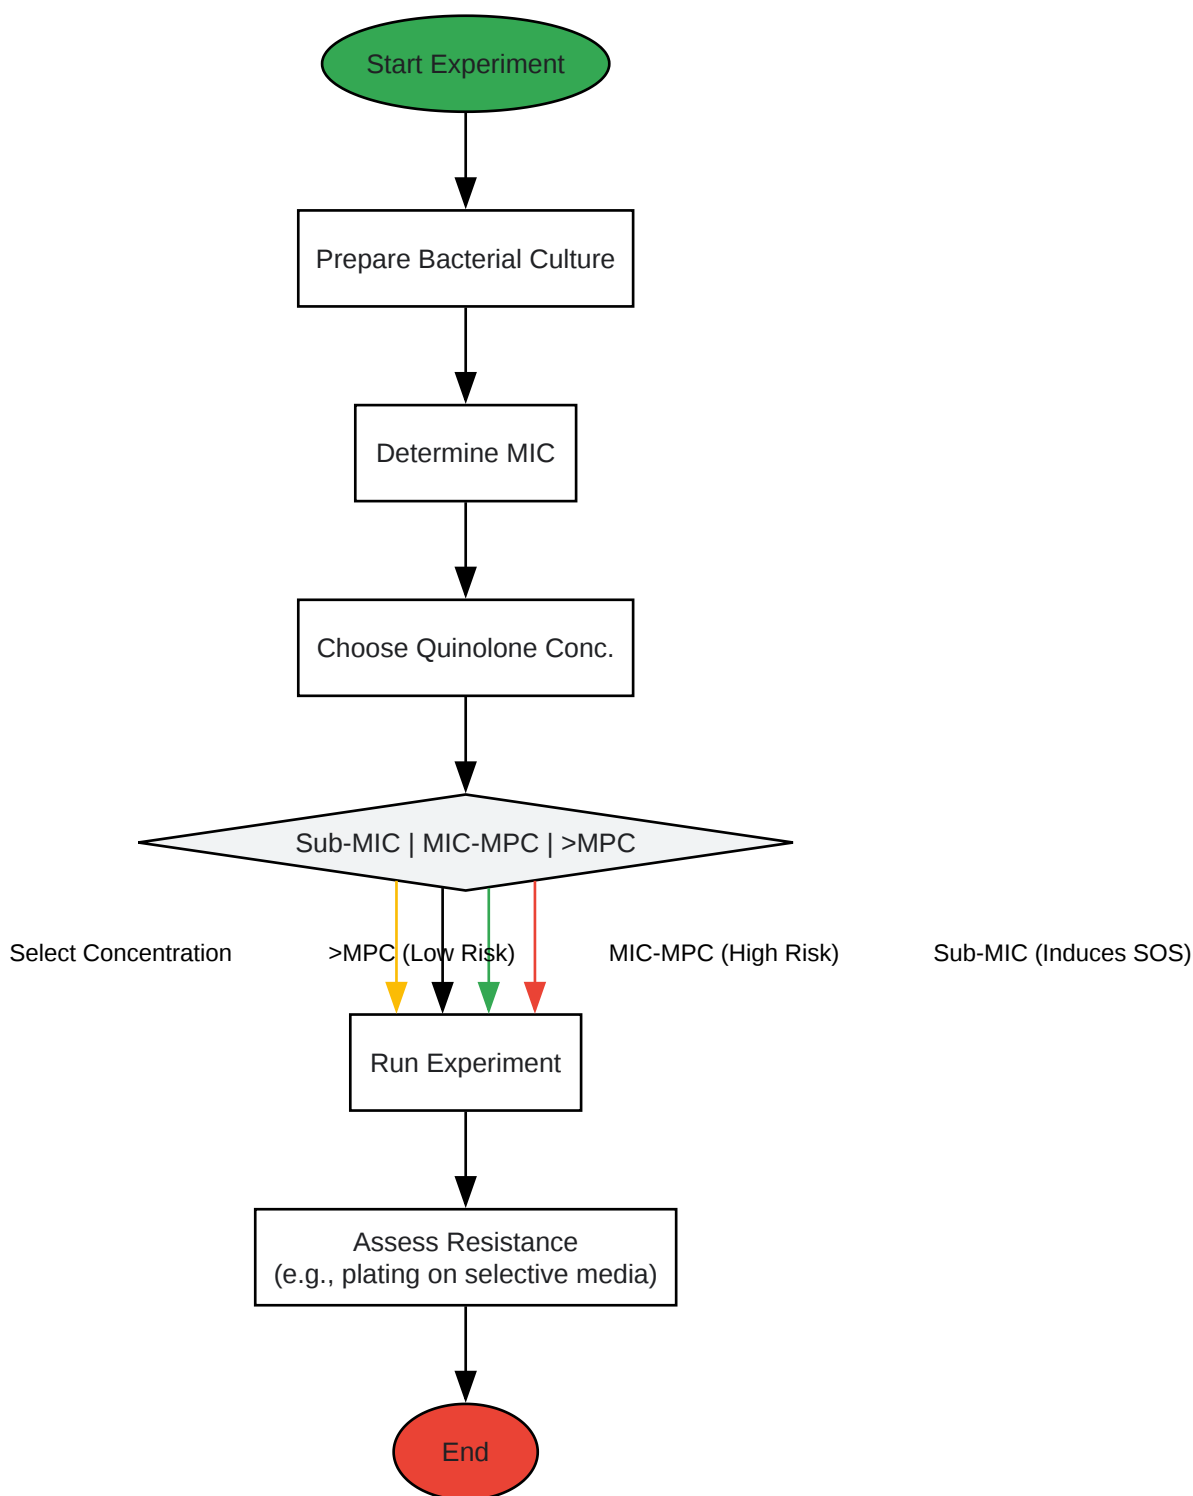 Start Experiment
Prepare Bacterial Culture
Determine MIC
Choose Quinolone Conc.
Sub-MIC | MIC-MPC | >MPC
Select Concentration
>MPC (Low Risk)
MIC-MPC (High Risk)
Sub-MIC (Induces SOS)
Run Experiment
Assess Resistance
(e.g., plating on selective media)
End